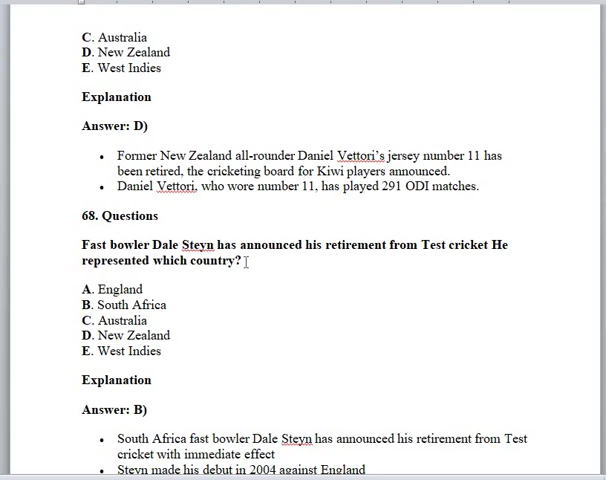 C. Australia
D. New Zealand
E. West Indies
Explanation
Answer: D)
• Former New Zealand all-rounder Daniel Vettori's jersey number 11 has
been retired, the cricketing board for Kiwi players announced.
• Daniel Vettori, who wore number 11, has played 291 ODI matches.
68. Questions
Fast bowler Dale Steyn has announced his retirement from Test cricket He
represented which country?
A. England
B. South Africa
C. Australia
D. New Zealand
E. West Indies
Explanation
Answer: B)
• South Africa fast bowler Dale Steyn has announced his retirement from Test
cricket with immediate effect
• Steyn made his debut in 2004 against England